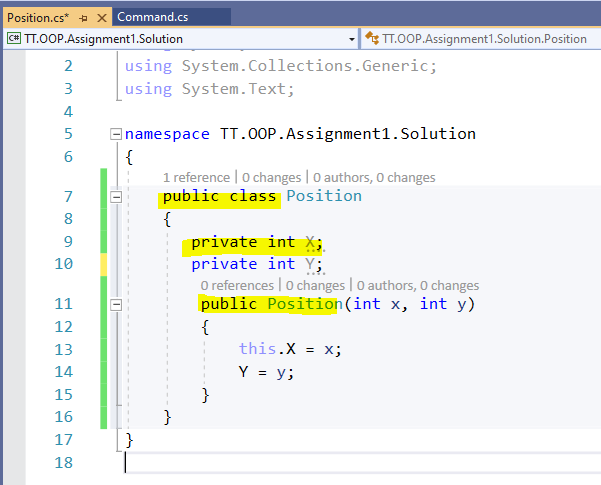 Position.cs* Command.cs
C# TT.OOP.Assignment1.Solution TT.OOP.Assignment1.Solution.Position
2 using System.Collections.Generic;
3 using System.Text;
4
5 namespace TT.OOP.Assignment1.Solution
6 {
1 reference | 0 changes | 0 authors, 0 changes
7 public class Position
8 {
9 private int X;
10 private int Y;
0 references | 0 changes | 0 authors, 0 changes
11 public Position(int x, int y)
12 {
13 this.X = x;
14 Y = y;
15 }
16 }
17 }
18